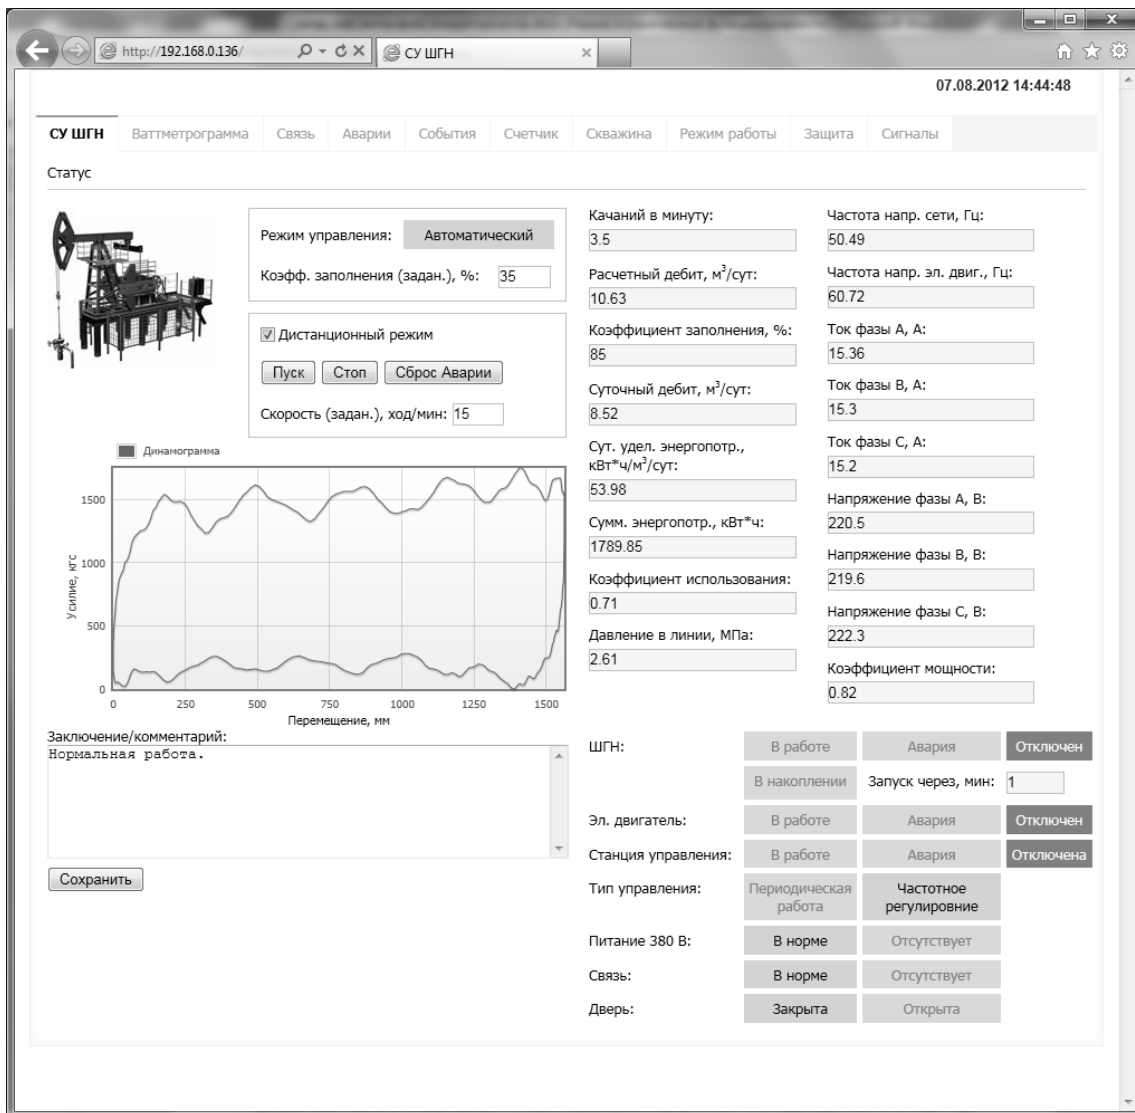 http://192.168.0.136/
СУ ШГН
07.08.2012 14:44:48
СУ ШГН Ваттметрограмма Связь Аварии События Счетчик Скважина Режим работы Защита Сигналы
Статус
Режим управления: Автоматический
Коэфф. заполнения (задан.), %: 35
Дистанционный режим
Пуск Стоп Сброс Аварии
Скорость (задан.), ход/мин: 15
Динамограмма
Усилие, кгс
1500
1000
500
0
0 250 500 750 1000 1250 1500
Перемещение, мм
Заключение/комментарий:
Нормальная работа.
Сохранить
Качаний в минуту:
3.5
Расчетный дебит, м³/сут:
10.63
Коэффициент заполнения, %:
85
Суточный дебит, м³/сут:
8.52
Сут. удел. энергопотр.,
кВт*ч/м³/сут:
53.98
Сумм. энергопотр., кВт*ч:
1789.85
Коэффициент использования:
0.71
Давление в линии, МПа:
2.61
Частота напр. сети, Гц:
50.49
Частота напр. эл. двиг., Гц:
60.72
Ток фазы А, А:
15.36
Ток фазы В, А:
15.3
Ток фазы С, А:
15.2
Напряжение фазы А, В:
220.5
Напряжение фазы В, В:
219.6
Напряжение фазы С, В:
222.3
Коэффициент мощности:
0.82
ШГН: В работе Авария Отключен
В накоплении Запуск через, мин: 1
Эл. двигатель: В работе Авария Отключен
Станция управления: В работе Авария Отключена
Тип управления: Периодическая работа Частотное регулировние
Питание 380 В: В норме Отсутствует
Связь: В норме Отсутствует
Дверь: Закрыта Открыта